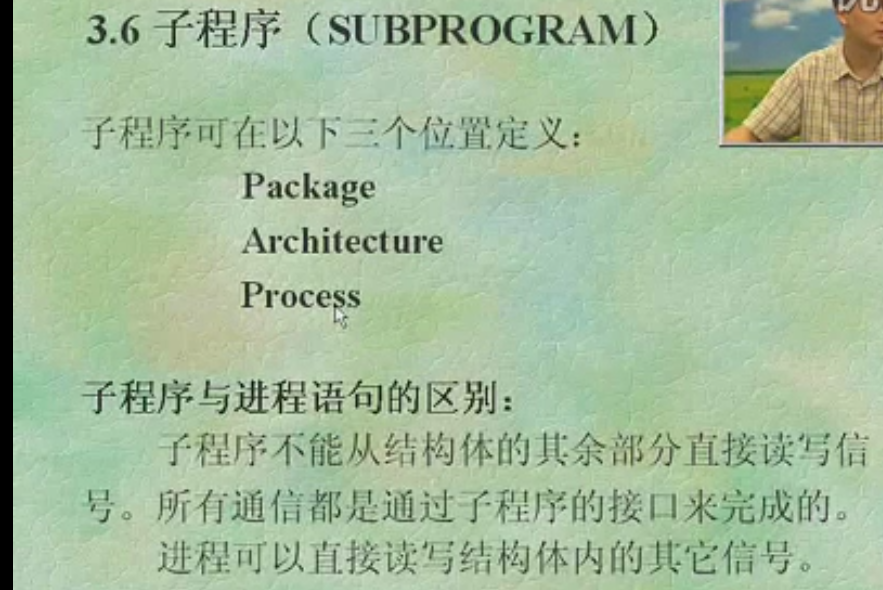 3.6 子程序（SUBPROGRAM）
子程序可在以下三个位置定义：
Package
Architecture
Process
子程序与进程语句的区别：
子程序不能从结构体的其余部分直接读写信
号。所有通信都是通过子程序的接口来完成的。
进程可以直接读写结构体内的其它信号。